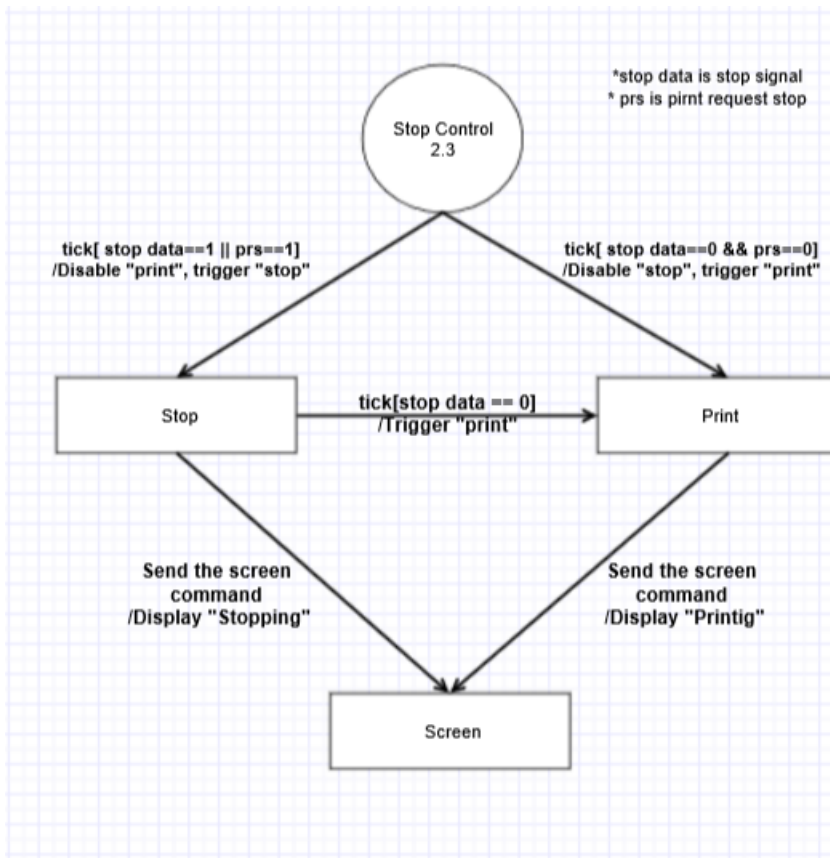 *stop data is stop signal
* prs is pirnt request stop
Stop Control
2.3
tick[ stop data==1 || prs==1]
/Disable "print", trigger "stop"
tick[ stop data==0 && prs==0]
/Disable "stop", trigger "print"
Stop
tick[stop data == 0]
/Trigger "print"
Print
Send the screen
command
/Display "Stopping"
Send the screen
command
/Display "Printig"
Screen